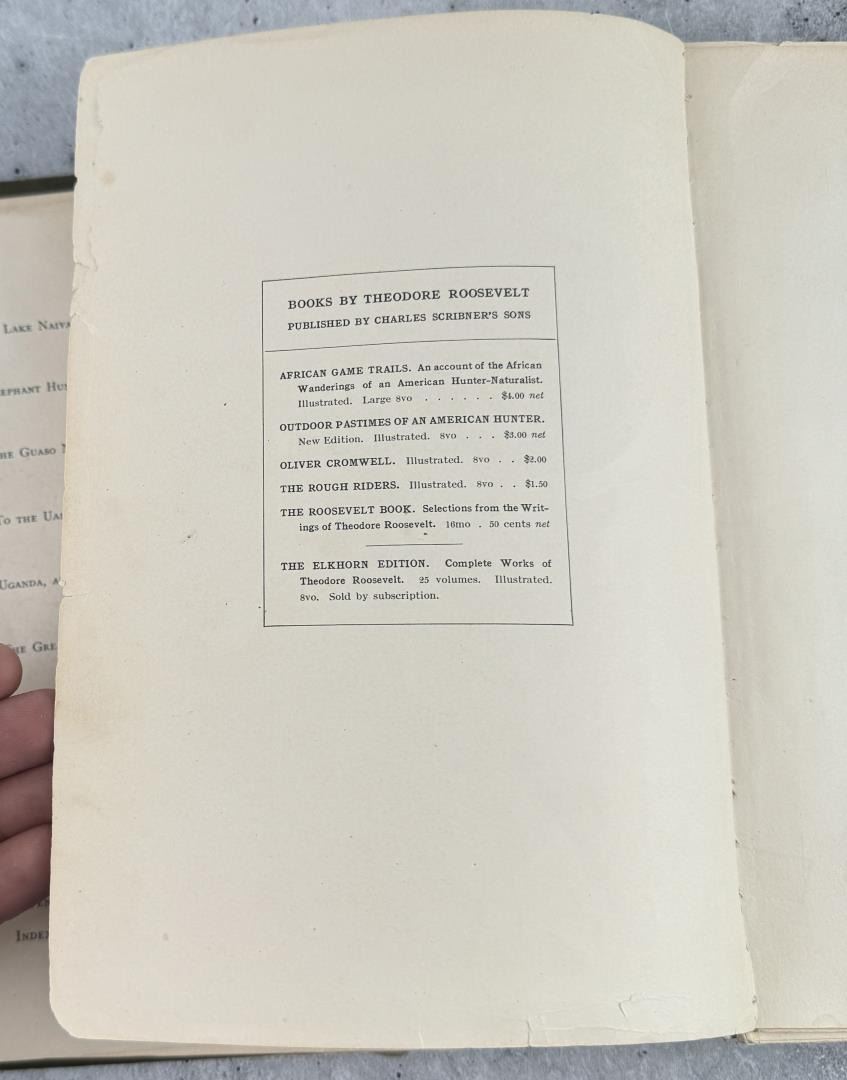 BOOKS BY THEODORE ROOSEVELT
PUBLISHED BY CHARLES SCRIBNER'S SONS
AFRICAN GAME TRAILS. An account of the African
Wanderings of an American Hunter-Naturalist.
Illustrated. Large 8vo . . . . . . $4.00 net
OUTDOOR PASTIMES OF AN AMERICAN HUNTER.
New Edition. Illustrated. 8vo . . . $3.00 net
OLIVER CROMWELL. Illustrated. 8vo . . $2.00
THE ROUGH RIDERS. Illustrated. 8vo . . $1.50
THE ROOSEVELT BOOK. Selections from the Writ-
ings of Theodore Roosevelt. 16mo . 50 cents net
THE ELKHORN EDITION. Complete Works of
Theodore Roosevelt. 25 volumes. Illustrated.
8vo. Sold by subscription.
LAKE
TO THE
UGANDA,